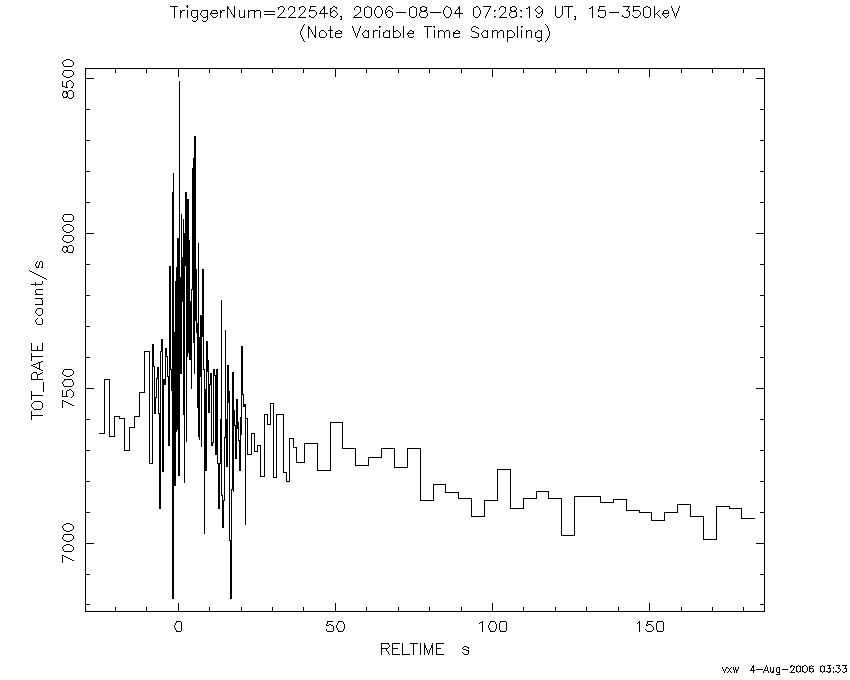 TriggerNum=222546, 2006-08-04 07:28:19 UT, 15-350keV
(Note Variable Time Sampling)
TOT_RATE count/s
8500
8000
7500
7000
0 50 100 150
RELTIME s
vxw 4-Aug-2006 03:33